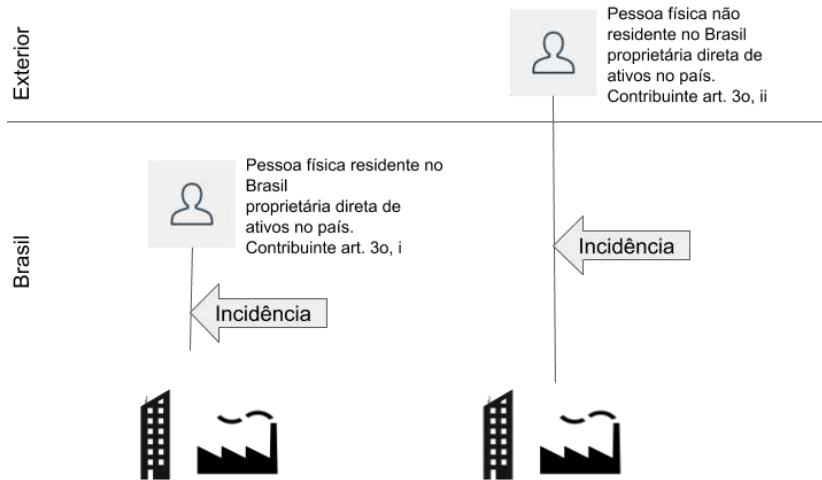 Exterior
Pessoa física não
residente no Brasil
proprietária direta de
ativos no país.
Contribuinte art. 3o, ii
Brasil
Pessoa física residente no
Brasil
proprietária direta de
ativos no país.
Contribuinte art. 3o, i
Incidência
Incidência